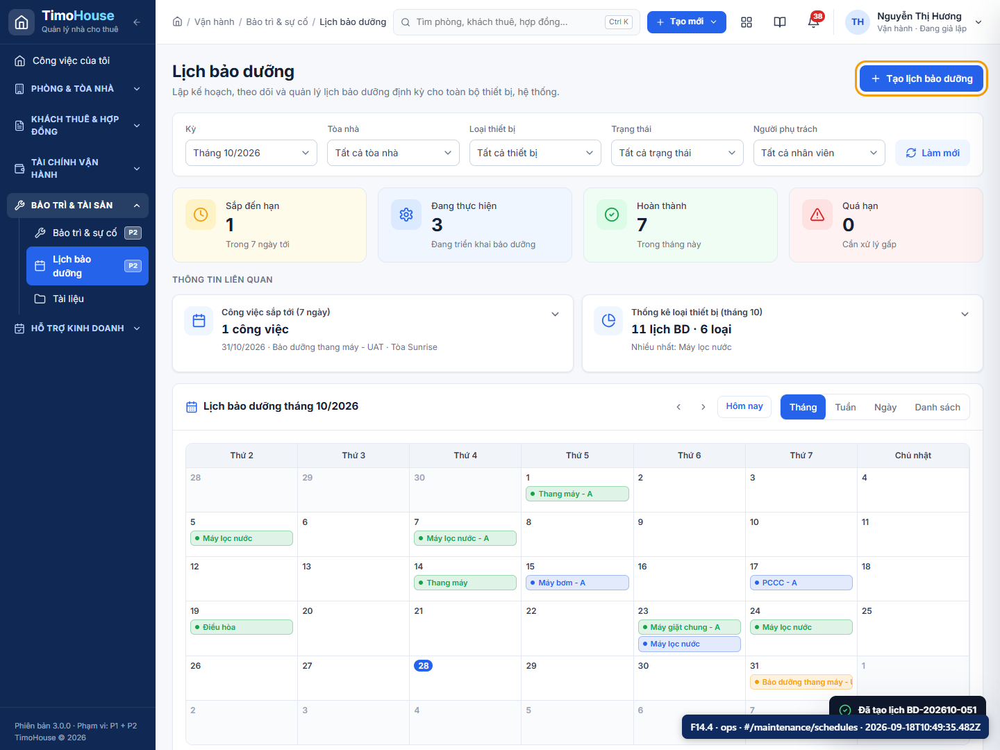 TimoHouse
Quản lý nhà cho thuê
Công việc của tôi
PHÒNG & TÒA NHÀ
KHÁCH THUÊ & HỢP
ĐỒNG
TÀI CHÍNH VẬN
HÀNH
BẢO TRÌ & TÀI SẢN
Bảo trì & sự cố P2
Lịch bảo
dưỡng P2
Tài liệu
HỖ TRỢ KINH DOANH
Phiên bản 3.0.0 · Phạm vi: P1 + P2
TimoHouse © 2026
/ Vận hành / Bảo trì & sự cố / Lịch bảo dưỡng
Tìm phòng, khách thuê, hợp đồng... Ctrl K
Tạo mới
38
TH
Nguyễn Thị Hương
Vận hành · Đang giả lập
Lịch bảo dưỡng
Lập kế hoạch, theo dõi và quản lý lịch bảo dưỡng định kỳ cho toàn bộ thiết bị, hệ thống.
Tạo lịch bảo dưỡng
Kỳ Tòa nhà Loại thiết bị Trạng thái Người phụ trách
Tháng 10/2026 Tất cả tòa nhà Tất cả thiết bị Tất cả trạng thái Tất cả nhân viên Làm mới
Sắp đến hạn
1
Trong 7 ngày tới
Đang thực hiện
3
Đang triển khai bảo dưỡng
Hoàn thành
7
Trong tháng này
Quá hạn
0
Cần xử lý gấp
THÔNG TIN LIÊN QUAN
Công việc sắp tới (7 ngày)
1 công việc
31/10/2026 · Bảo dưỡng thang máy - UAT · Tòa Sunrise
Thống kê loại thiết bị (tháng 10)
11 lịch BD · 6 loại
Nhiều nhất: Máy lọc nước
Lịch bảo dưỡng tháng 10/2026
Hôm nay Tháng Tuần Ngày Danh sách
Thứ 2 Thứ 3 Thứ 4 Thứ 5 Thứ 6 Thứ 7 Chủ nhật
28 29 30 1 2 3 4
Thang máy - A
5 6 7 8 9 10 11
Máy lọc nước Máy lọc nước - A
12 13 14 15 16 17 18
Thang máy Máy bơm - A PCCC - A
19 20 21 22 23 24 25
Điều hòa Máy giặt chung - A Máy lọc nước
Máy lọc nước
26 27 28 29 30 31 1
Bảo dưỡng thang máy -
2 3 4 5 6 7
Đã tạo lịch BD-202610-051
F14.4 · ops · #/maintenance/schedules · 2026-09-18T10:49:35.482Z